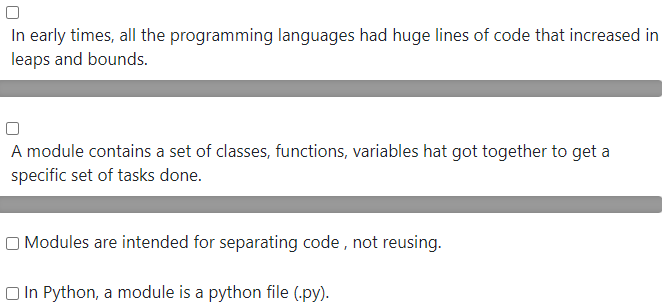 In early times, all the programming languages had huge lines of code that increased in
leaps and bounds.
A module contains a set of classes, functions, variables hat got together to get a
specific set of tasks done.
Modules are intended for separating code , not reusing.
In Python, a module is a python file (.py).